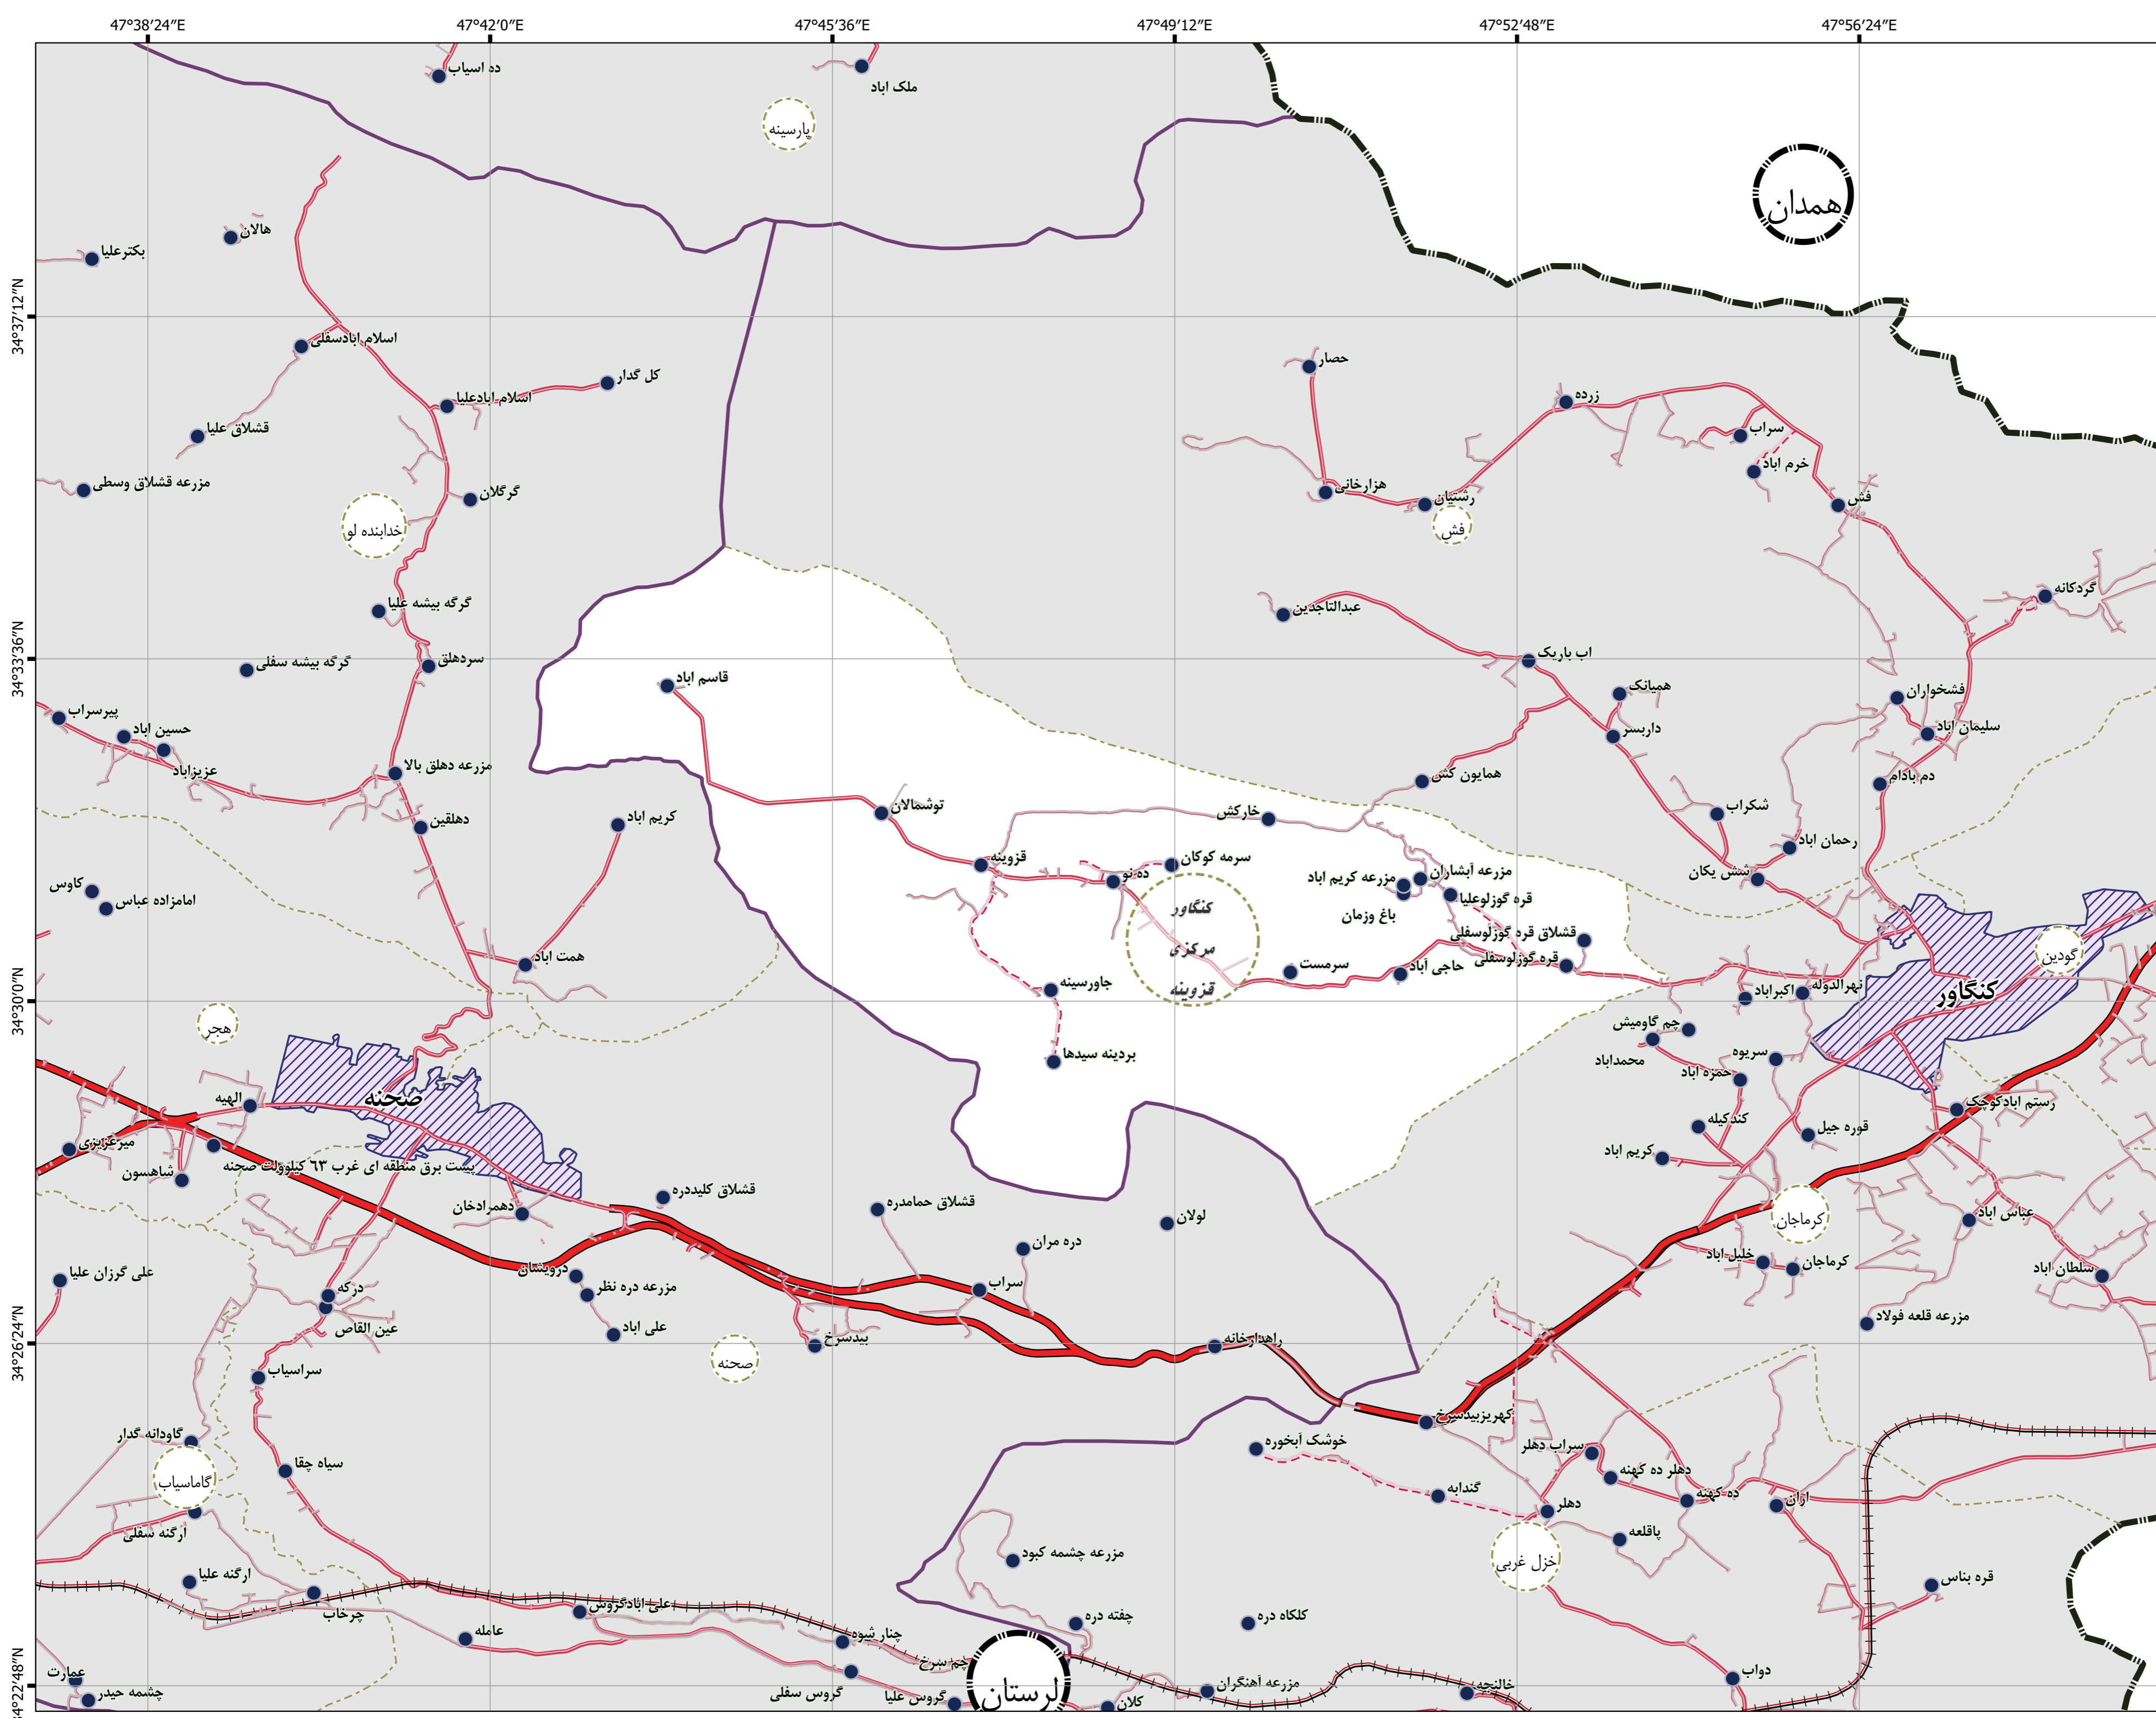 47°38′24″E
47°42′0″E
47°45′36″E
47°49′12″E
47°52′48″E
47°56′24″E
ده اسیاب
ملک اباد
پارسینه
همدان
هالان
بکترعلیا
34°37′12″N
اسلام ابادسفلی
حصار
کل گدار
اسلام ابادعلیا
زرده
قشلاق علیا
سراب
خرم اباد
مزرعه قشلاق وسطی
گرگلان
هزارخانی
رشتیان
فش
خدابنده لو
فش
گردکانه
گرگه بیشه علیا
عبدالتاجدین
34°33′36″N
گرگه بیشه سفلی
سردهلق
اب باریک
قاسم اباد
همیانک
فشخواران
پیرسراب
حسین اباد
داربسر
سلیمان اباد
عزیزاباد
مزرعه دهلق بالا
همایون کش
دم بادام
توشمالان
خارکش
شکراب
دهلقین
کریم اباد
رحمان اباد
قزوینه
سرمه کوکان
ده نو
مزرعه کریم اباد
مزرعه آبشاران
شش یکان
کاوس
امامزاده عباس
باغ وزمان
قره گوزلوعلیا
کنگاور
مرکزی
قزوینه
قشلاق قره گوزلوسفلی
قره گوزلوسفلی
گودین
همت اباد
سرمست
حاجی آباد
جاورسینه
اکبراباد
نهرالدوله
کنگاور
34°30′0″N
هجر
چم گاومیش
محمداباد
سریوه
بردینه سیدها
حمزه اباد
صحنه
الهیه
رستم ابادکوچک
کندکیله
قوره جیل
میرعزیزی
کریم اباد
پست برق منطقه ای غرب ٦٣ کیلوولت صحنه
شاهسون
دهمرادخان
قشلاق کلیددره
قشلاق حمامدره
لولان
کرماجان
عباس اباد
دره مران
خلیل اباد
کرماجان
سلطان اباد
علی گرزان علیا
درویشان
مزرعه دره نظر
سراب
درکه
عین القاص
علی اباد
بیدسرخ
راهدارخانه
مزرعه قلعه فولاد
34°26′24″N
صحنه
سراسیاب
کهریزبیدسرخ
گاودانه گدار
خوشک آبخوره
سراب دهلر
سیاه چقا
دهلر ده کهنه
گاماسیاب
گندابه
ده کهنه
اران
دهلر
ارگنه سفلی
پاقلعه
مزرعه چشمه کبود
خزل غربی
ارگنه علیا
قره بناس
چرخاب
علی ابادگروس
چفته دره
کلکاه دره
عامله
چنار شیوه
چم سرخ
34°22′48″N
عمارت
چشمه حیدر
گروس سفلی
گروس علیا
لرستان
کلان
مزرعه آهنگران
خالنجه
دواب